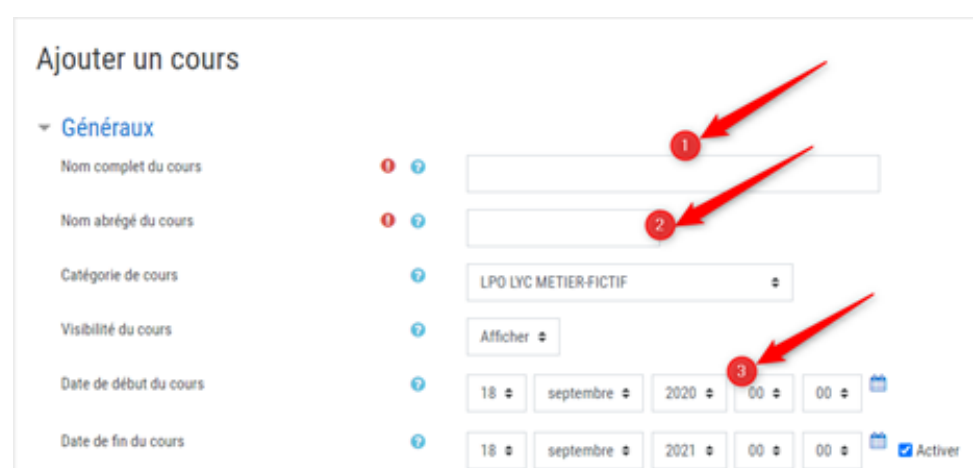 Ajouter un cours
Généraux
Nom complet du cours
1
Nom abrégé du cours
2
Catégorie de cours LPO LYC METIER-FICTIF
Visibilité du cours Afficher
3
Date de début du cours 18 septembre 2020 00 00
Date de fin du cours 18 septembre 2021 00 00 Activer